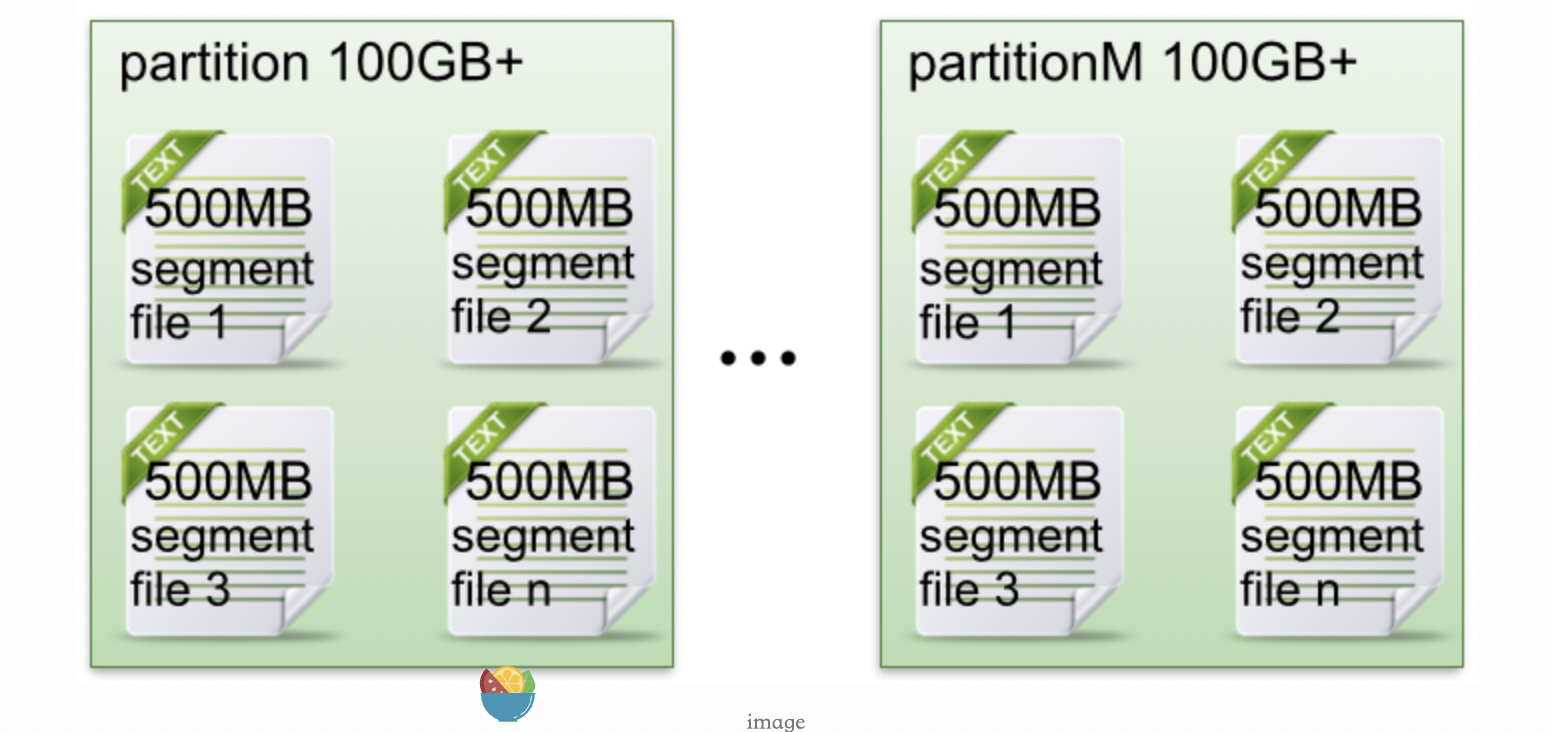 partition 100GB+
TEXT
500MB
segment
file 1
TEXT
500MB
segment
file 2
TEXT
500MB
segment
file 3
TEXT
500MB
segment
file n
...
partitionM 100GB+
TEXT
500MB
segment
file 1
TEXT
500MB
segment
file 2
TEXT
500MB
segment
file 3
TEXT
500MB
segment
file n
image